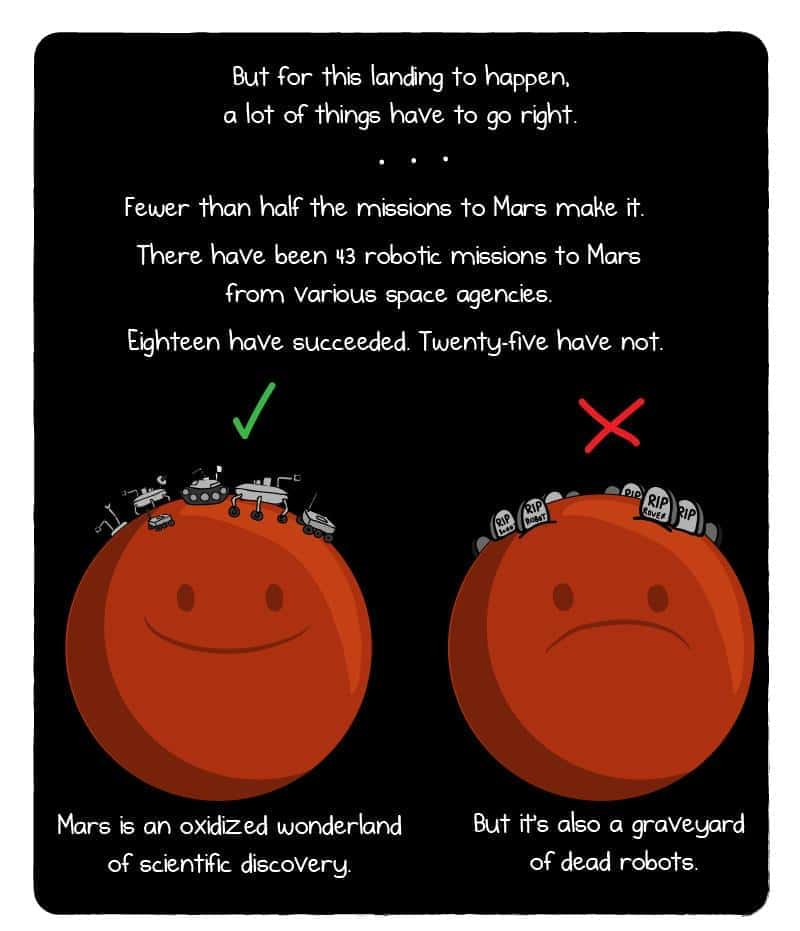 But for this landing to happen,
a lot of things have to go right.
. . .
Fewer than half the missions to Mars make it.
There have been 43 robotic missions to Mars
from various space agencies.
Eighteen have succeeded. Twenty-five have not.
RIP
RIP
ROBOT
RIP
RIP
ROVER
RIP
Mars is an oxidized wonderland
of scientific discovery.
But it's also a graveyard
of dead robots.